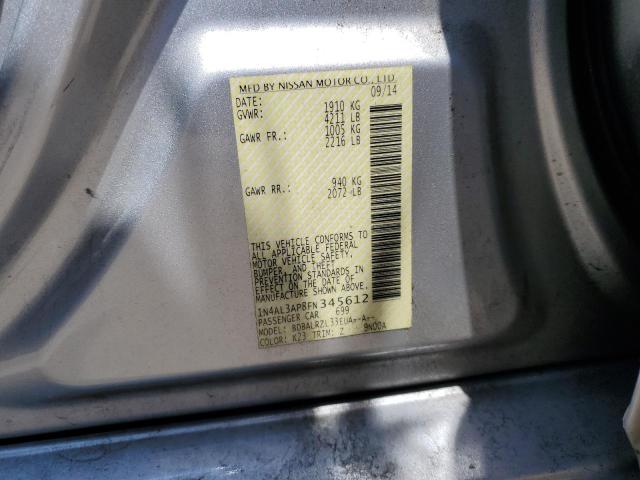 MFD BY NISSAN MOTOR CO., LTD.
DATE: 09/14
GVWR: 1910 KG
4211 LB
GAWR FR.: 1005 KG
2216 LB
GAWR RR.: 940 KG
2072 LB
THIS VEHICLE CONFORMS TO
ALL APPLICABLE FEDERAL
MOTOR VEHICLE SAFETY,
BUMPER, AND THEFT
PREVENTION STANDARDS IN
EFFECT ON THE DATE OF
MANUFACTURE SHOWN ABOVE.
1N4AL3AP8FN345612
PASSENGER CAR 699
MODEL: BDBALRZL33EUA--A--
COLOR: K23 TRIM: Z 9N00A